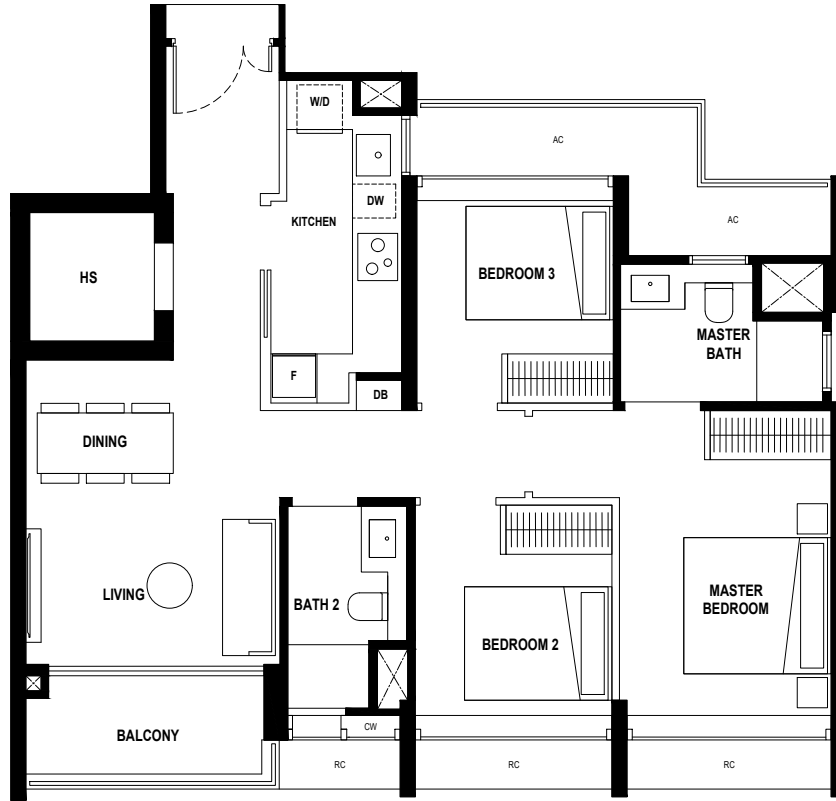 W/D
AC
DW
KITCHEN
AC
HS
BEDROOM 3
MASTER
BATH
F
DB
DINING
LIVING
BATH 2
MASTER
BEDROOM
BEDROOM 2
BALCONY
CW
RC
RC
RC